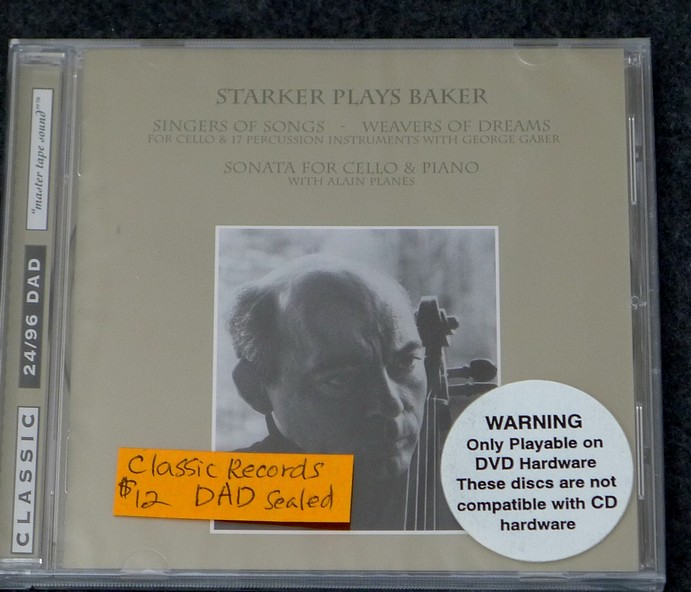 STARKER PLAYS BAKER
SINGERS OF SONGS - WEAVERS OF DREAMS
FOR CELLO & 17 PERCUSSION INSTRUMENTS WITH GEORGE GABER
SONATA FOR CELLO & PIANO
WITH ALAIN PLANES
"master tape sound"™
24/96 DAD
CLASSIC
Classic Records
$12 DAD Sealed
WARNING
Only Playable on
DVD Hardware
These discs are not
compatible with CD
hardware